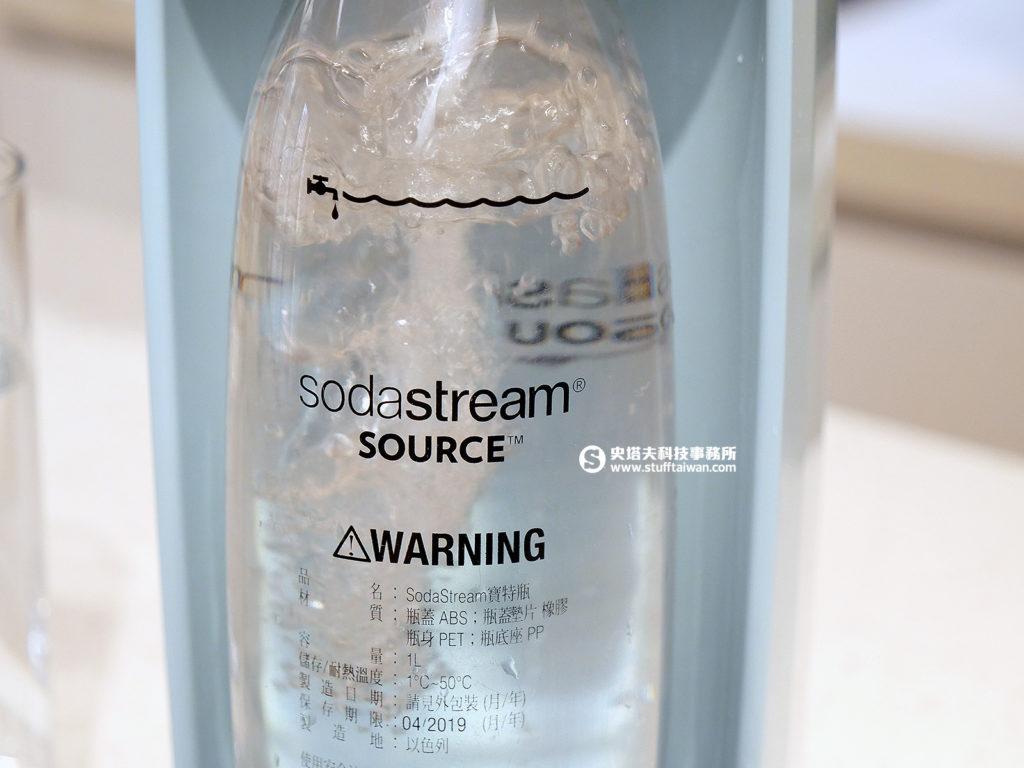 sodastream®
SOURCE™
史塔夫科技事務所
www.stufftaiwan.com
WARNING
品 名：SodaStream寶特瓶
材 質：瓶蓋 ABS；瓶蓋墊片 橡膠
瓶身 PET；瓶底座 PP
容 量：1L
儲存/耐熱溫度：1°C~50°C
製造日期：請見外包裝 (月/年)
保存期限：04/2019 (月/年)
製 造 地：以色列